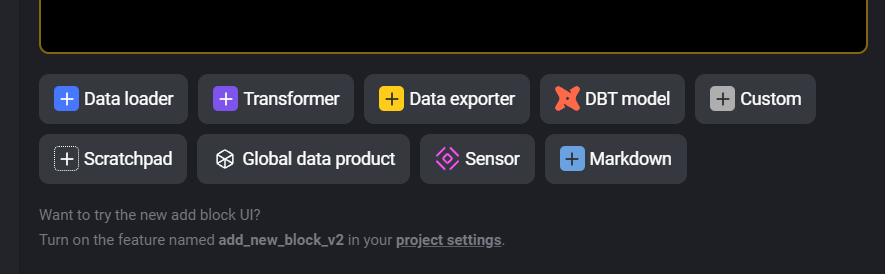 Data loader Transformer Data exporter DBT model Custom
Scratchpad Global data product Sensor Markdown
Want to try the new add block UI?
Turn on the feature named add_new_block_v2 in your project settings.